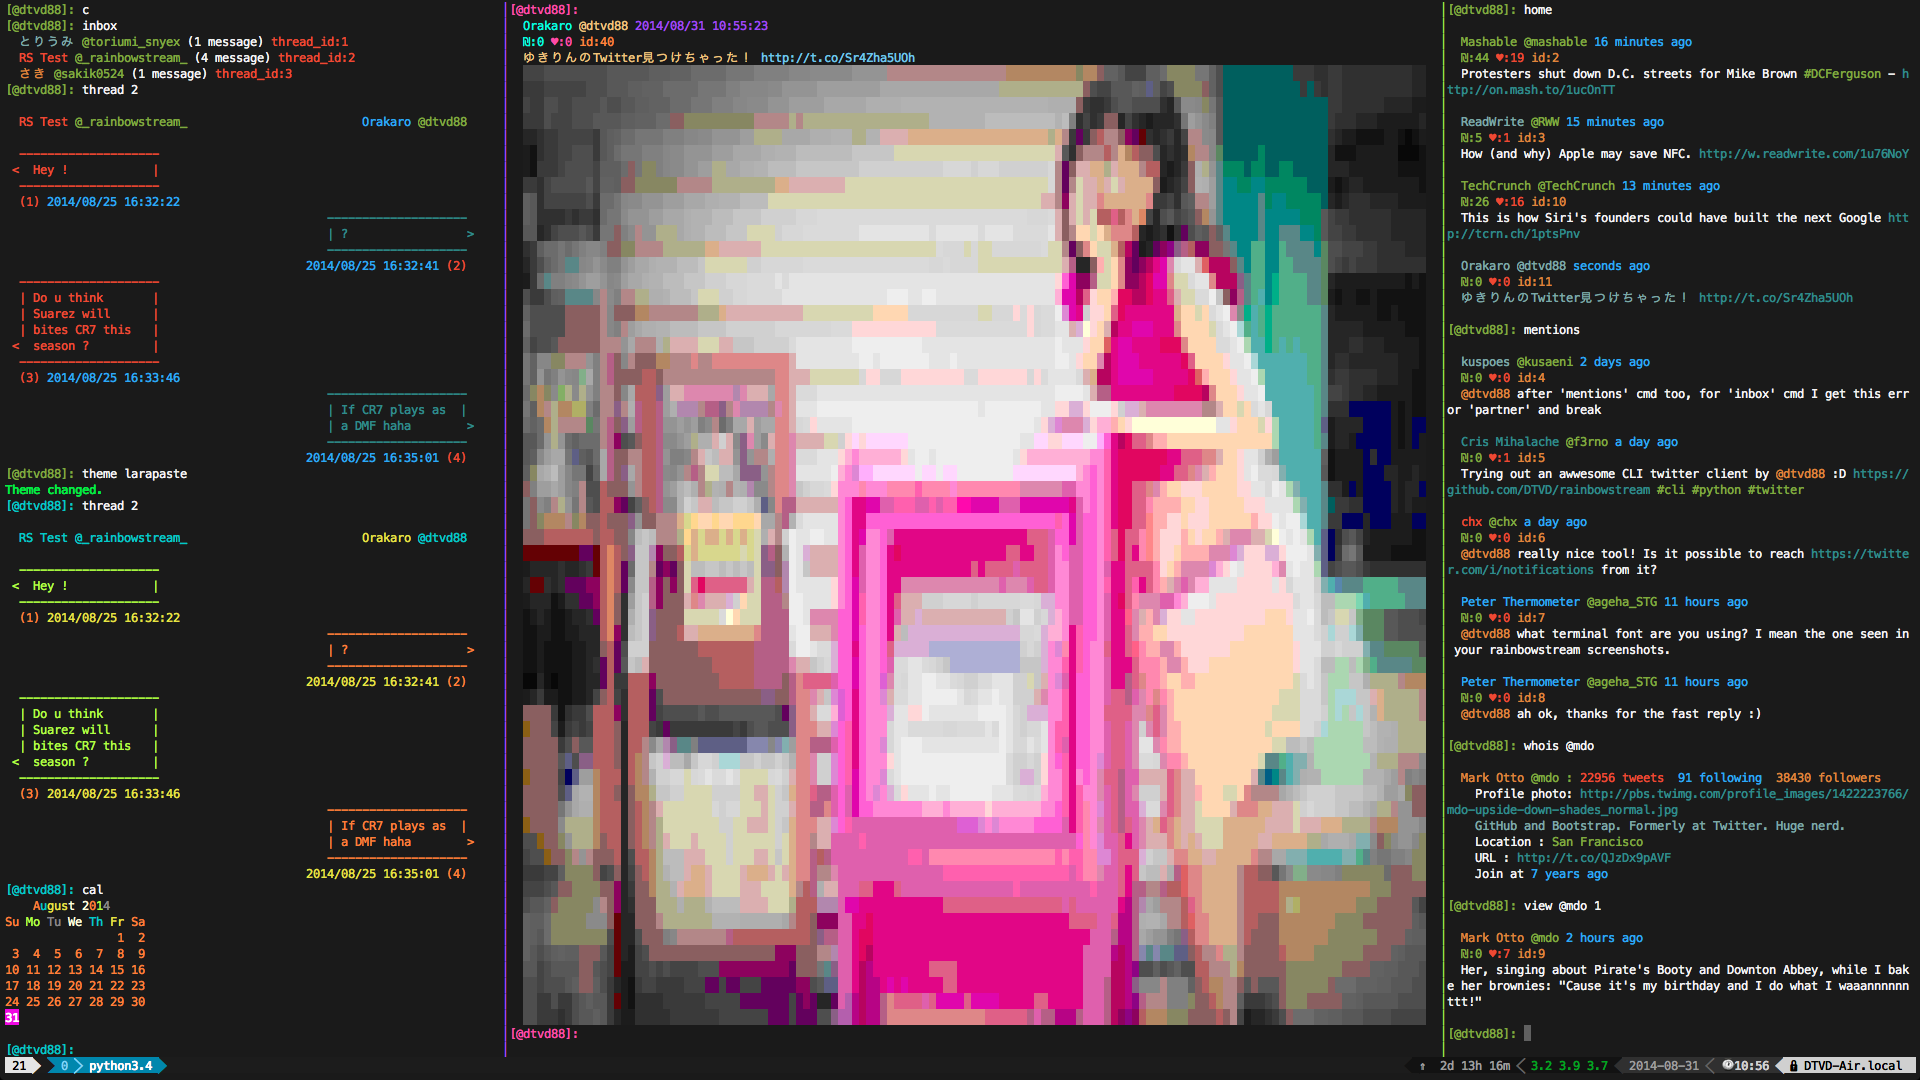 [@dtvd88]: c
[@dtvd88]: inbox
とりうみ @toriumi_snyex (1 message) thread_id:1
RS Test @_rainbowstream_ (4 message) thread_id:2
さき @sakik0524 (1 message) thread_id:3
[@dtvd88]: thread 2
RS Test @_rainbowstream_ Orakaro @dtvd88
< Hey ! |
(1) 2014/08/25 16:32:22
| ? >
2014/08/25 16:32:41 (2)
| Do u think |
| Suarez will |
| bites CR7 this |
< season ? |
(3) 2014/08/25 16:33:46
| If CR7 plays as |
| a DMF haha >
2014/08/25 16:35:01 (4)
[@dtvd88]: theme larapaste
Theme changed.
[@dtvd88]: thread 2
RS Test @_rainbowstream_ Orakaro @dtvd88
< Hey ! |
(1) 2014/08/25 16:32:22
| ? >
2014/08/25 16:32:41 (2)
| Do u think |
| Suarez will |
| bites CR7 this |
< season ? |
(3) 2014/08/25 16:33:46
| If CR7 plays as |
| a DMF haha >
2014/08/25 16:35:01 (4)
[@dtvd88]: cal
August 2014
Su Mo Tu We Th Fr Sa
1 2
3 4 5 6 7 8 9
10 11 12 13 14 15 16
17 18 19 20 21 22 23
24 25 26 27 28 29 30
31
[@dtvd88]:
[@dtvd88]:
Orakaro @dtvd88 2014/08/31 10:55:23
₪:0 ♥:0 id:40
ゆきりんのTwitter見つけちゃった！ http://t.co/Sr4Zha5UOh
[@dtvd88]:
[@dtvd88]: home
Mashable @mashable 16 minutes ago
₪:44 ♥:19 id:2
Protesters shut down D.C. streets for Mike Brown #DCFerguson — h
ttp://on.mash.to/1ucOnTT
ReadWrite @RWW 15 minutes ago
₪:5 ♥:1 id:3
How (and why) Apple may save NFC. http://w.readwrite.com/1u76NoY
TechCrunch @TechCrunch 13 minutes ago
₪:26 ♥:16 id:10
This is how Siri's founders could have built the next Google htt
p://tcrn.ch/1ptsPnv
Orakaro @dtvd88 seconds ago
₪:0 ♥:0 id:11
ゆきりんのTwitter見つけちゃった！ http://t.co/Sr4Zha5UOh
[@dtvd88]: mentions
kuspoes @kusaeni 2 days ago
₪:0 ♥:0 id:4
@dtvd88 after 'mentions' cmd too, for 'inbox' cmd I get this err
or 'partner' and break
Cris Mihalache @f3rno a day ago
₪:0 ♥:1 id:5
Trying out an awwesome CLI twitter client by @dtvd88 :D https://
github.com/DTVD/rainbowstream #cli #python #twitter
chx @chx a day ago
₪:0 ♥:0 id:6
@dtvd88 really nice tool! Is it possible to reach https://twitte
r.com/i/notifications from it?
Peter Thermometer @ageha_STG 11 hours ago
₪:0 ♥:0 id:7
@dtvd88 what terminal font are you using? I mean the one seen in
your rainbowstream screenshots.
Peter Thermometer @ageha_STG 11 hours ago
₪:0 ♥:0 id:8
@dtvd88 ah ok, thanks for the fast reply :)
[@dtvd88]: whois @mdo
Mark Otto @mdo : 22956 tweets 91 following 38430 followers
Profile photo: http://pbs.twimg.com/profile_images/1422223766/
mdo-upside-down-shades_normal.jpg
GitHub and Bootstrap. Formerly at Twitter. Huge nerd.
Location : San Francisco
URL : http://t.co/QJzDx9pAVF
Join at 7 years ago
[@dtvd88]: view @mdo 1
Mark Otto @mdo 2 hours ago
₪:0 ♥:7 id:9
Her, singing about Pirate's Booty and Downton Abbey, while I bak
e her brownies: "Cause it's my birthday and I do what I waaannnnnn
ttt!"
[@dtvd88]:
21 0 python3.4
↑ 2d 13h 16m 3.2 3.9 3.7 2014-08-31 10:56 DTVD-Air.local